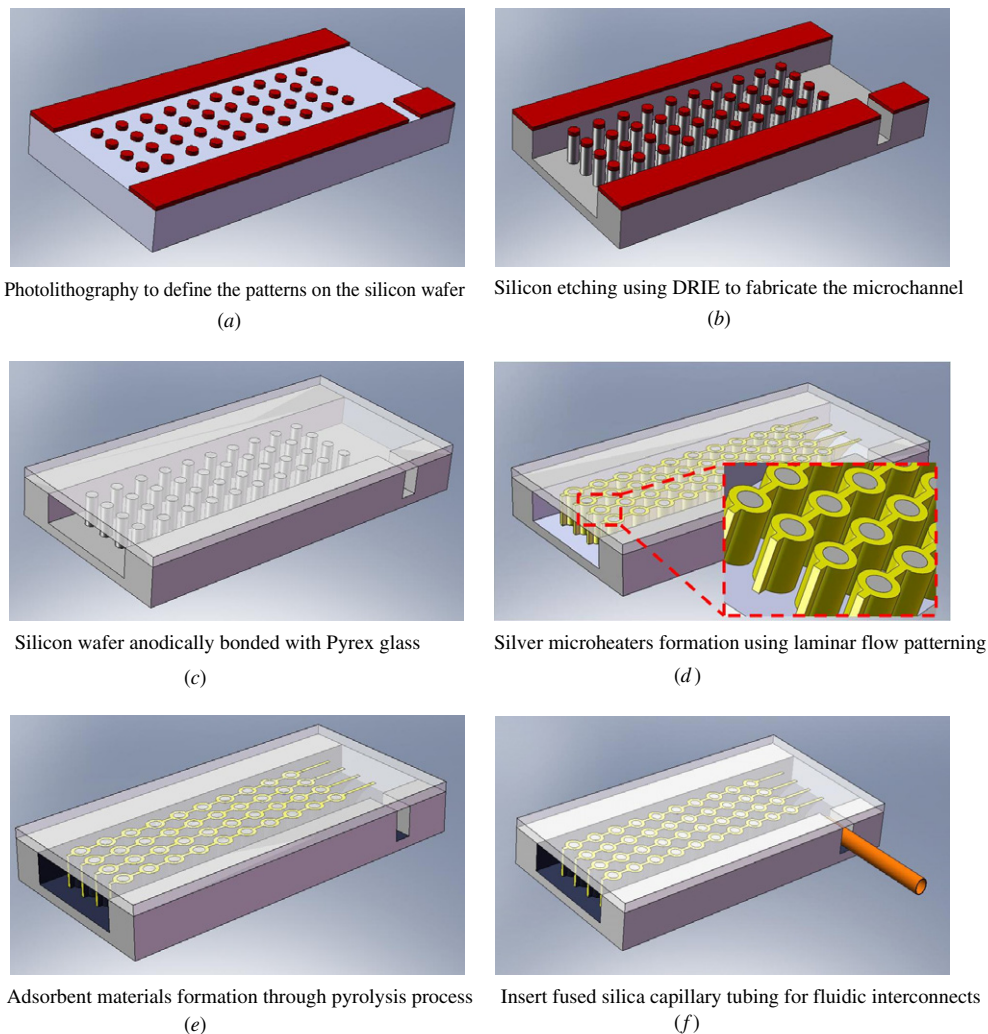 Photolithography to define the patterns on the silicon wafer
(a)
Silicon etching using DRIE to fabricate the microchannel
(b)
Silicon wafer anodically bonded with Pyrex glass
(c)
Silver microheaters formation using laminar flow patterning
(d)
Adsorbent materials formation through pyrolysis process
(e)
Insert fused silica capillary tubing for fluidic interconnects
(f)